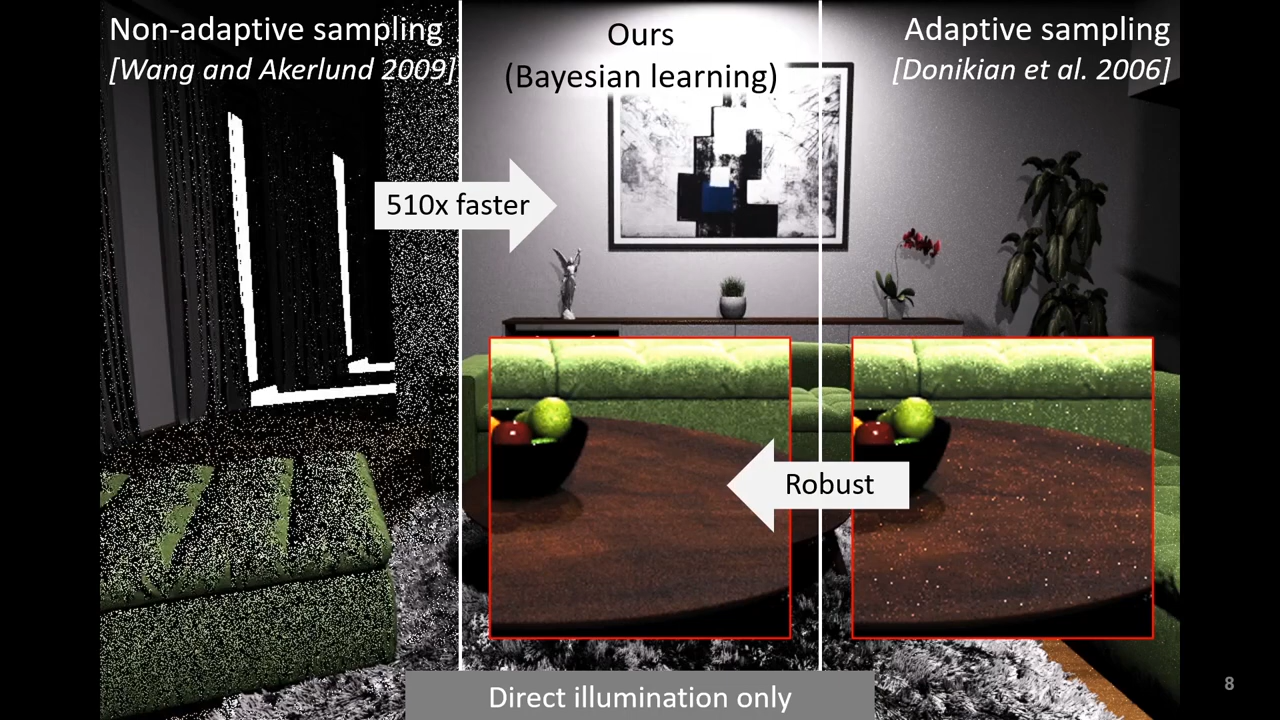 Non-adaptive sampling
[Wang and Akerlund 2009]
Ours
(Bayesian learning)
Adaptive sampling
[Donikian et al. 2006]
510x faster
Robust
Direct illumination only
8